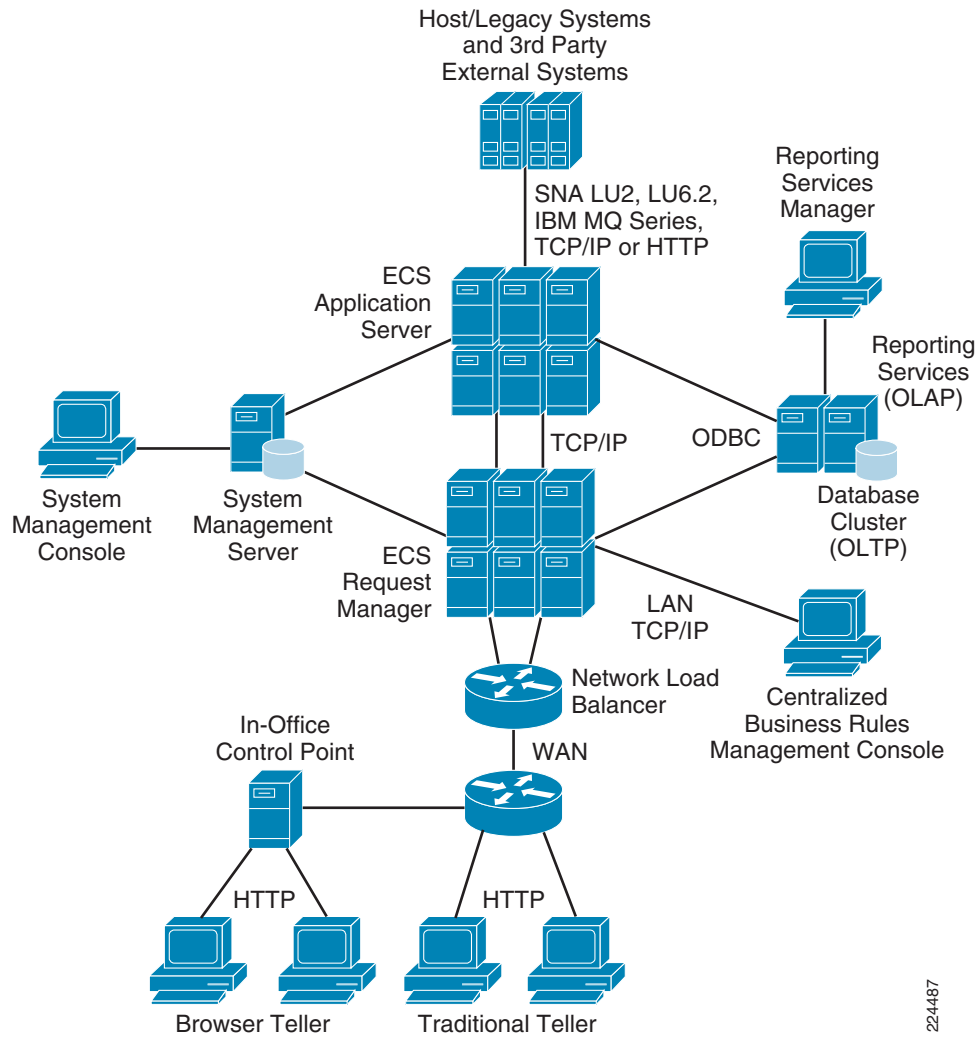 Host/Legacy Systems
and 3rd Party
External Systems
Reporting
Services
Manager
SNA LU2, LU6.2,
IBM MQ Series,
TCP/IP or HTTP
ECS
Application
Server
Reporting
Services
(OLAP)
TCP/IP
ODBC
System
Management
Console
System
Management
Server
Database
Cluster
(OLTP)
ECS
Request
Manager
LAN
TCP/IP
Network Load
Balancer
Centralized
Business Rules
Management Console
In-Office
Control Point
WAN
HTTP
HTTP
Browser Teller
Traditional Teller
224487